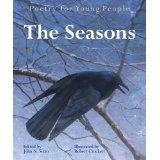 Poetry for Young People
The Seasons
Edited by
John N. Serio
Illustrated by
Robert Crockett